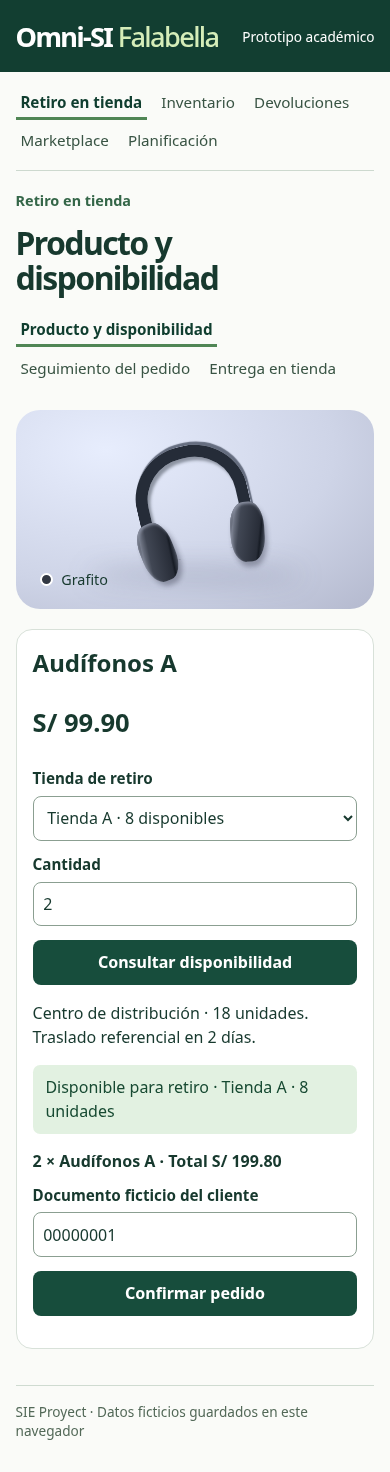 Omni-SI Falabella
Prototipo académico
Retiro en tienda
Inventario
Devoluciones
Marketplace
Planificación
Retiro en tienda
Producto y
disponibilidad
Producto y disponibilidad
Seguimiento del pedido
Entrega en tienda
Grafito
Audífonos A
S/ 99.90
Tienda de retiro
Tienda A · 8 disponibles
Cantidad
2
Consultar disponibilidad
Centro de distribución · 18 unidades.
Traslado referencial en 2 días.
Disponible para retiro · Tienda A · 8
unidades
2 × Audífonos A · Total S/ 199.80
Documento ficticio del cliente
00000001
Confirmar pedido
SIE Proyect · Datos ficticios guardados en este
navegador